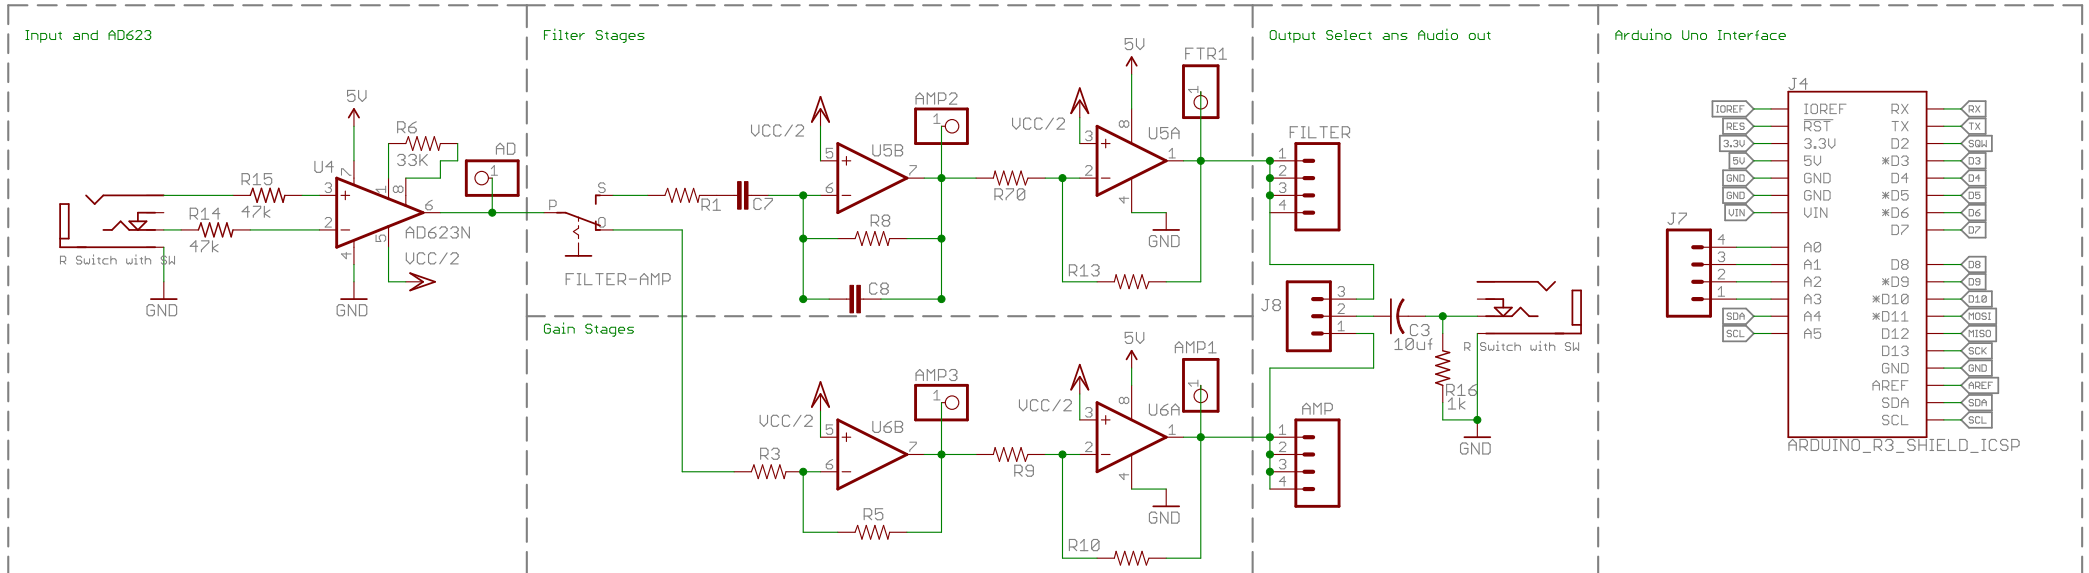 Input and AD623
5V
R6
33K
U4
7
1
8
AD
1
R15
47k
3
R14
47k
2
6
5
4
AD623N
VCC/2
R Switch with SW
GND
GND
Filter Stages
P
S
O
FILTER-AMP
R1
C7
VCC/2
5
6
U5B
7
AMP2
1
R8
C8
R70
VCC/2
5V
8
3
2
U5A
1
4
GND
R13
FTR1
1
Gain Stages
R3
VCC/2
5
6
U6B
7
AMP3
1
R5
R9
VCC/2
5V
8
3
2
U6A
1
4
GND
R10
AMP1
1
Output Select ans Audio out
FILTER
1
2
3
4
J8
3
2
1
C3
10uf
R16
1k
R Switch with SW
GND
AMP
1
2
3
4
Arduino Uno Interface
J4
IOREF IOREF RX RX
RES RST TX TX
3.3V 3.3V D2 SQW
5V 5V *D3 D3
GND GND D4 D4
GND GND *D5 D5
VIN VIN *D6 D6
D7 D7
J7
4 A0
3 A1 D8 D8
2 A2 *D9 D9
1 A3 *D10 D10
SDA A4 *D11 MOSI
SCL A5 D12 MISO
D13 SCK
GND GND
AREF AREF
SDA SDA
SCL SCL
ARDUINO_R3_SHIELD_ICSP